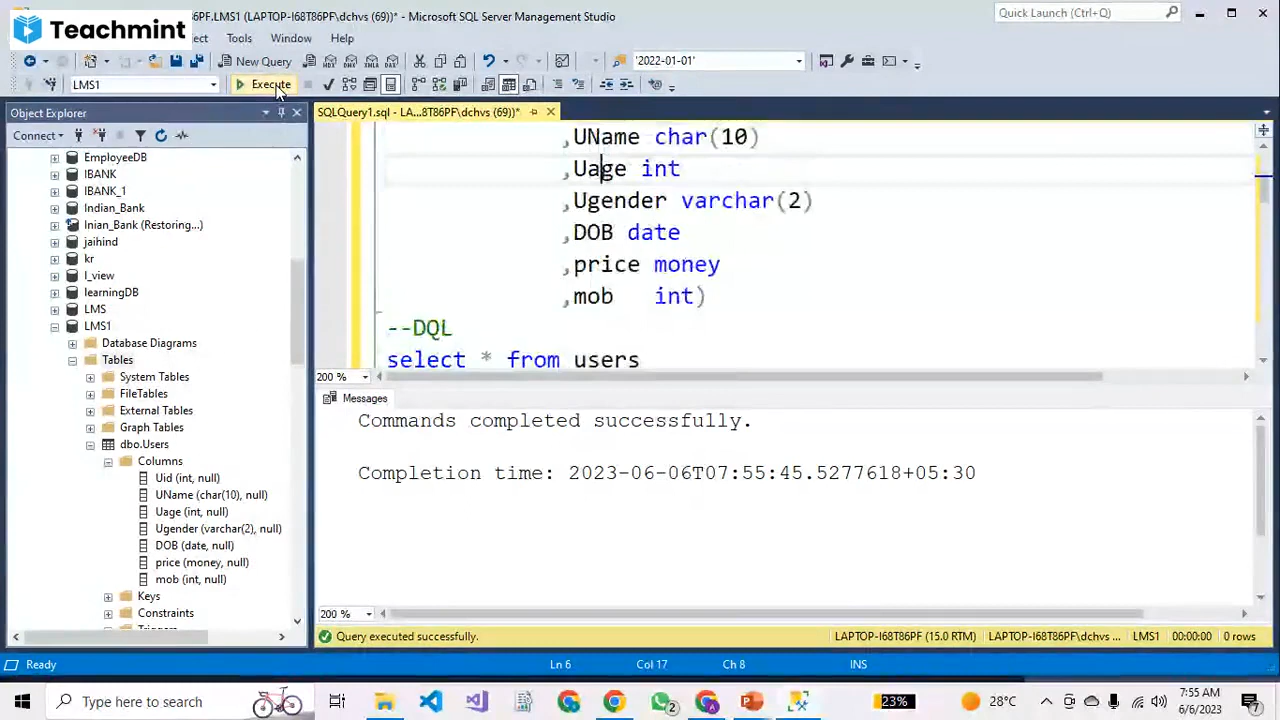 PF.LMS1 (LAPTOP-I68T86PF\dchvs (69))* - Microsoft SQL Server Management Studio
Quick Launch (Ctrl+Q)
Teachmint
Tools Window Help
New Query
'2022-01-01'
LMS1
Execute
Object Explorer
SQLQuery1.sql - LA...8T86PF\dchvs (69))*
Connect
EmployeeDB
IBANK
IBANK_1
Indian_Bank
Inian_Bank (Restoring...)
jaihind
kr
l_view
learningDB
LMS
LMS1
Database Diagrams
Tables
System Tables
FileTables
External Tables
Graph Tables
dbo.Users
Columns
Uid (int, null)
UName (char(10), null)
Uage (int, null)
Ugender (varchar(2), null)
DOB (date, null)
price (money, null)
mob (int, null)
Keys
Constraints
,UName char(10)
,Uage int
,Ugender varchar(2)
,DOB date
,price money
,mob int)
--DQL
select * from users
200 %
Messages
Commands completed successfully.
Completion time: 2023-06-06T07:55:45.5277618+05:30
200 %
Query executed successfully.
LAPTOP-I68T86PF (15.0 RTM) LAPTOP-I68T86PF\dchvs ... LMS1 00:00:00 0 rows
Ready
Ln 6 Col 17 Ch 8 INS
Type here to search
2
23%
28°C
7:55 AM
6/6/2023
7